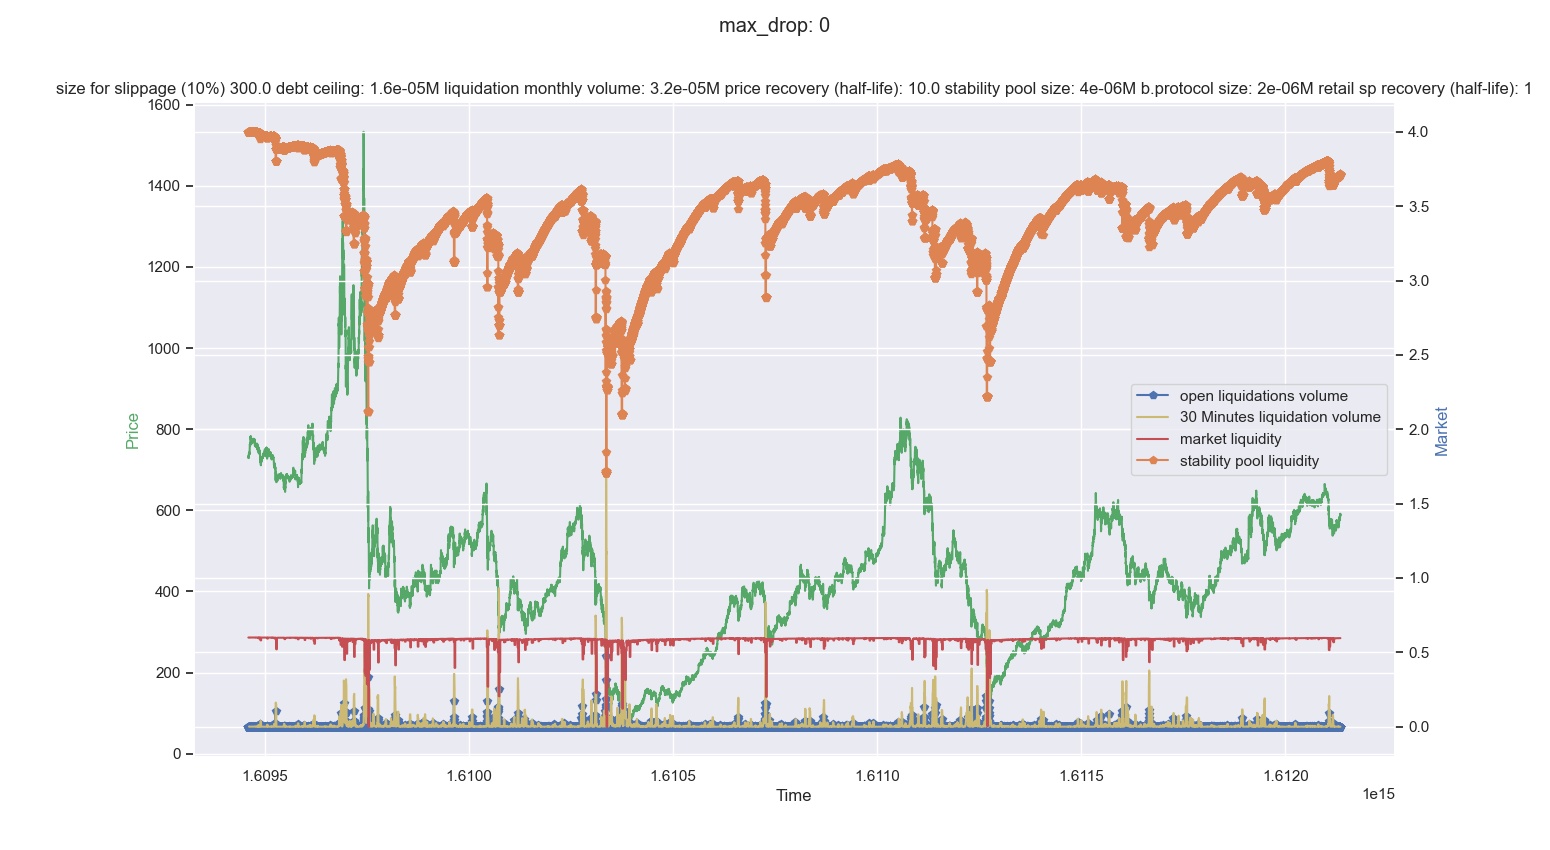 max_drop: 0
size for slippage (10%) 300.0 debt ceiling: 1.6e-05M liquidation monthly volume: 3.2e-05M price recovery (half-life): 10.0 stability pool size: 4e-06M b.protocol size: 2e-06M retail sp recovery (half-life): 1
1600
1400
1200
1000
800
600
400
200
0
Price
4.0
3.5
3.0
2.5
2.0
1.5
1.0
0.5
0.0
Market
open liquidations volume
30 Minutes liquidation volume
market liquidity
stability pool liquidity
1.6095 1.6100 1.6105 1.6110 1.6115 1.6120
Time
1e15